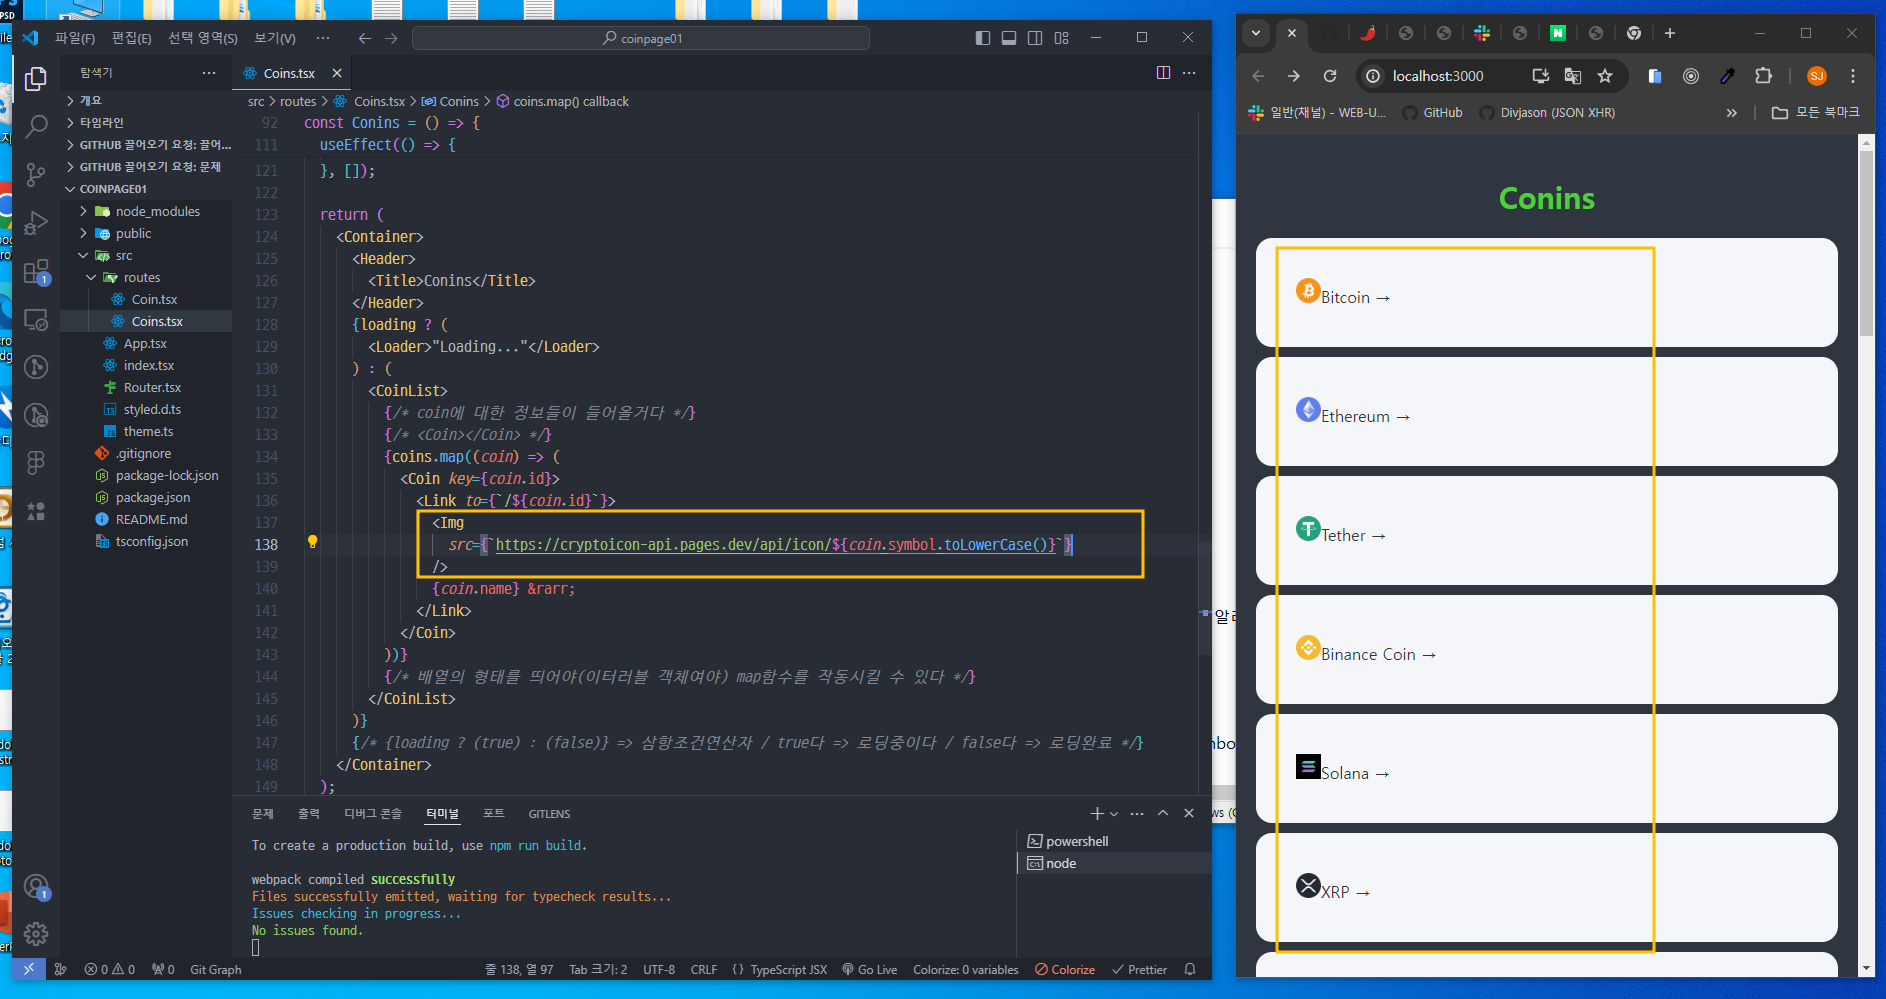 파일(F) 편집(E) 선택 영역(S) 보기(V) ··· coinpage01
탐색기 ···
개요
타임라인
GITHUB 끌어오기 요청: 끌어...
GITHUB 끌어오기 요청: 문제
COINPAGE01
node_modules
public
src
routes
Coin.tsx
Coins.tsx
App.tsx
index.tsx
Router.tsx
styled.d.ts
theme.ts
.gitignore
package-lock.json
package.json
README.md
tsconfig.json
Coins.tsx
src > routes > Coins.tsx > Conins > coins.map() callback
92 const Conins = () => {
111 useEffect(() => {
121 }, []);
122
123 return (
124 <Container>
125 <Header>
126 <Title>Conins</Title>
127 </Header>
128 {loading ? (
129 <Loader>"Loading..."</Loader>
130 ) : (
131 <CoinList>
132 {/* coin에 대한 정보들이 들어올거다 */}
133 {/* <Coin></Coin> */}
134 {coins.map((coin) => (
135 <Coin key={coin.id}>
136 <Link to={`/${coin.id}`}>
137 <Img
138 src={`https://cryptoicon-api.pages.dev/api/icon/${coin.symbol.toLowerCase()}`}
139 />
140 {coin.name} &rarr;
141 </Link>
142 </Coin>
143 ))}
144 {/* 배열의 형태를 띄어야(이터러블 객체여야) map함수를 작동시킬 수 있다 */}
145 </CoinList>
146 )}
147 {/* {loading ? (true) : (false)} => 삼항조건연산자 / true다 => 로딩중이다 / false다 => 로딩완료 */}
148 </Container>
149 );
문제 출력 디버그 콘솔 터미널 포트 GITLENS
To create a production build, use npm run build.
webpack compiled successfully
Files successfully emitted, waiting for typecheck results...
Issues checking in progress...
No issues found.
powershell
node
0 0 0 Git Graph 줄 138, 열 97 Tab 크기: 2 UTF-8 CRLF {} TypeScript JSX Go Live Colorize: 0 variables Colorize Prettier
localhost:3000
SJ
일반(채널) - WEB-U... GitHub Divjason (JSON XHR) » 모든 북마크
Conins
Bitcoin →
Ethereum →
Tether →
Binance Coin →
Solana →
XRP →